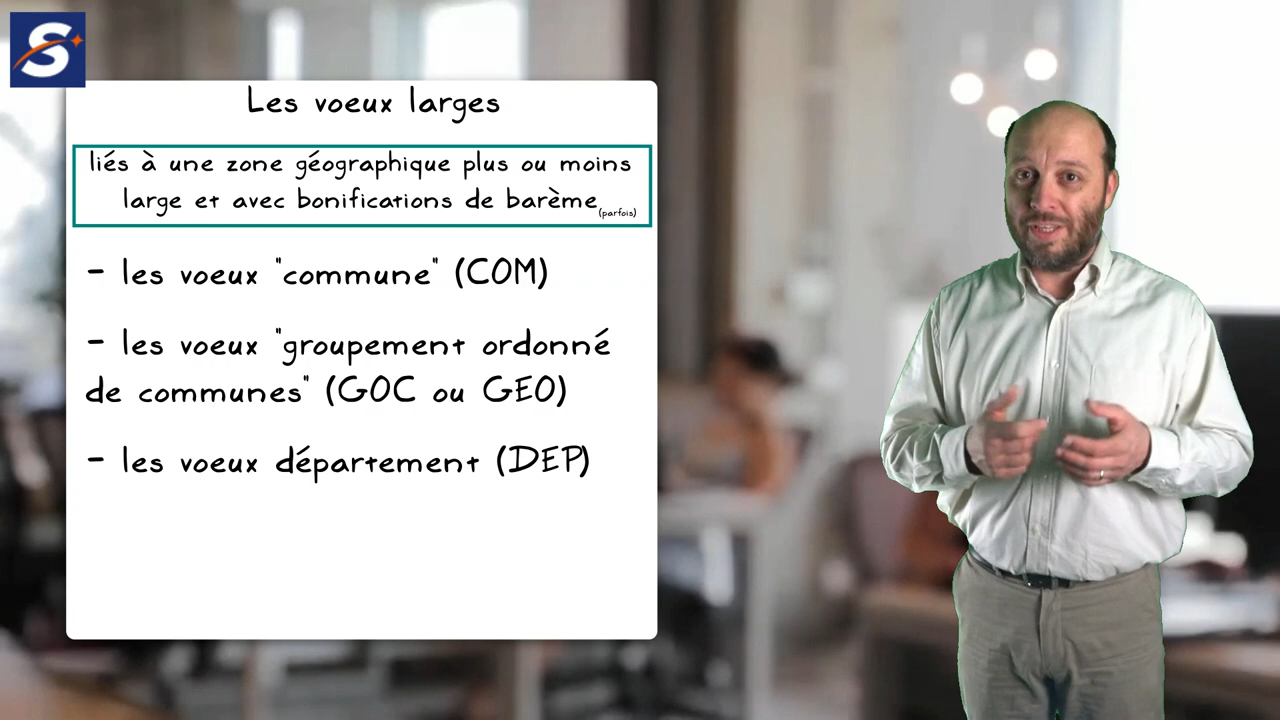 S
Les voeux larges
liés à une zone géographique plus ou moins
large et avec bonifications de barème (parfois)
- les voeux "commune" (COM)
- les voeux "groupement ordonné
de communes" (GOC ou GEO)
- les voeux département (DEP)